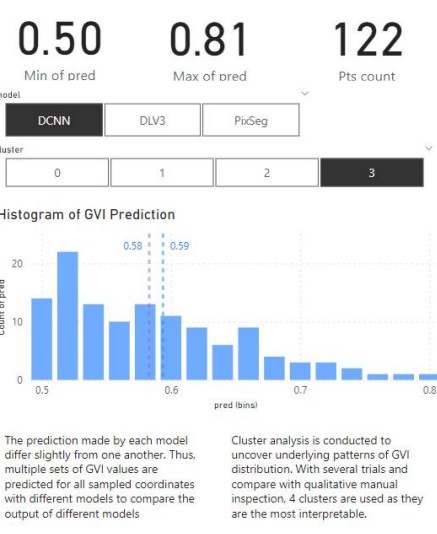 0.50 0.81 122
Min of pred Max of pred Pts count
model
DCNN DLV3 PixSeg
cluster
0 1 2 3
Histogram of GVI Prediction
0.58 0.59
20
10
0
Count of pred
0.5 0.6 0.7 0.8
pred (bins)
The prediction made by each model
differ slightly from one another. Thus,
multiple sets of GVI values are
predicted for all sampled coordinates
with different models to compare the
output of different models
Cluster analysis is conducted to
uncover underlying patterns of GVI
distribution. With several trials and
compare with qualitative manual
inspection, 4 clusters are used as they
are the most interpretable.